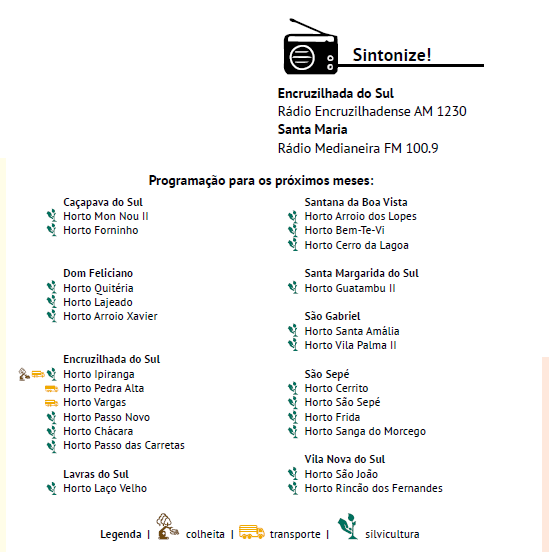 Sintonize!
Encruzilhada do Sul
Rádio Encruzilhadense AM 1230
Santa Maria
Rádio Medianeira FM 100.9
Programação para os próximos meses:
Caçapava do Sul
Horto Mon Nou II
Horto Forninho
Dom Feliciano
Horto Quitéria
Horto Lajeado
Horto Arroio Xavier
Encruzilhada do Sul
Horto Ipiranga
Horto Pedra Alta
Horto Vargas
Horto Passo Novo
Horto Chácara
Horto Passo das Carretas
Lavras do Sul
Horto Laço Velho
Santana da Boa Vista
Horto Arroio dos Lopes
Horto Bem-Te-Vi
Horto Cerro da Lagoa
Santa Margarida do Sul
Horto Guatambu II
São Gabriel
Horto Santa Amália
Horto Vila Palma II
São Sepé
Horto Cerrito
Horto São Sepé
Horto Frida
Horto Sanga do Morcego
Vila Nova do Sul
Horto São João
Horto Rincão dos Fernandes
Legenda | colheita | transporte | silvicultura